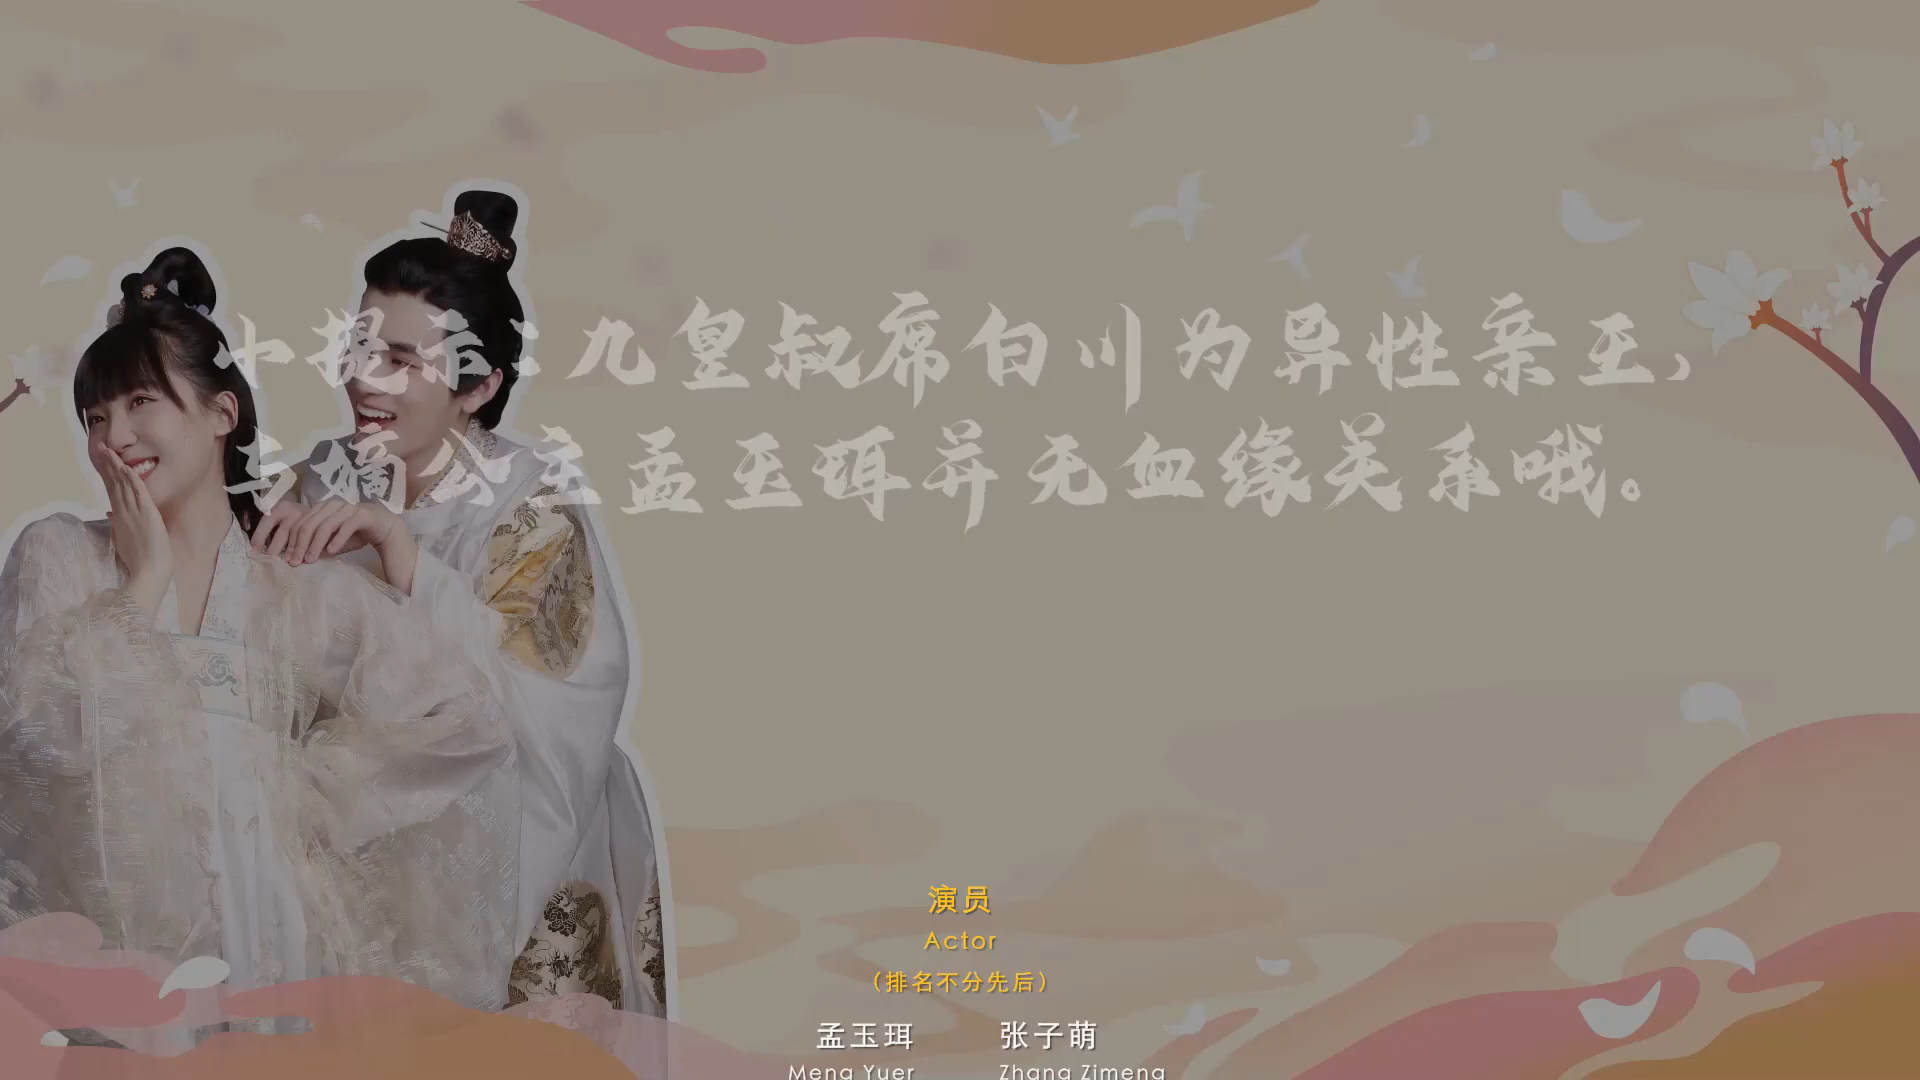 小提示：九皇叔席白川为异性亲王，
与嫡公主孟玉珥并无血缘关系哦。
演员
Actor
（排名不分先后）
孟玉珥 张子萌
Meng Yuer Zhang Zimeng